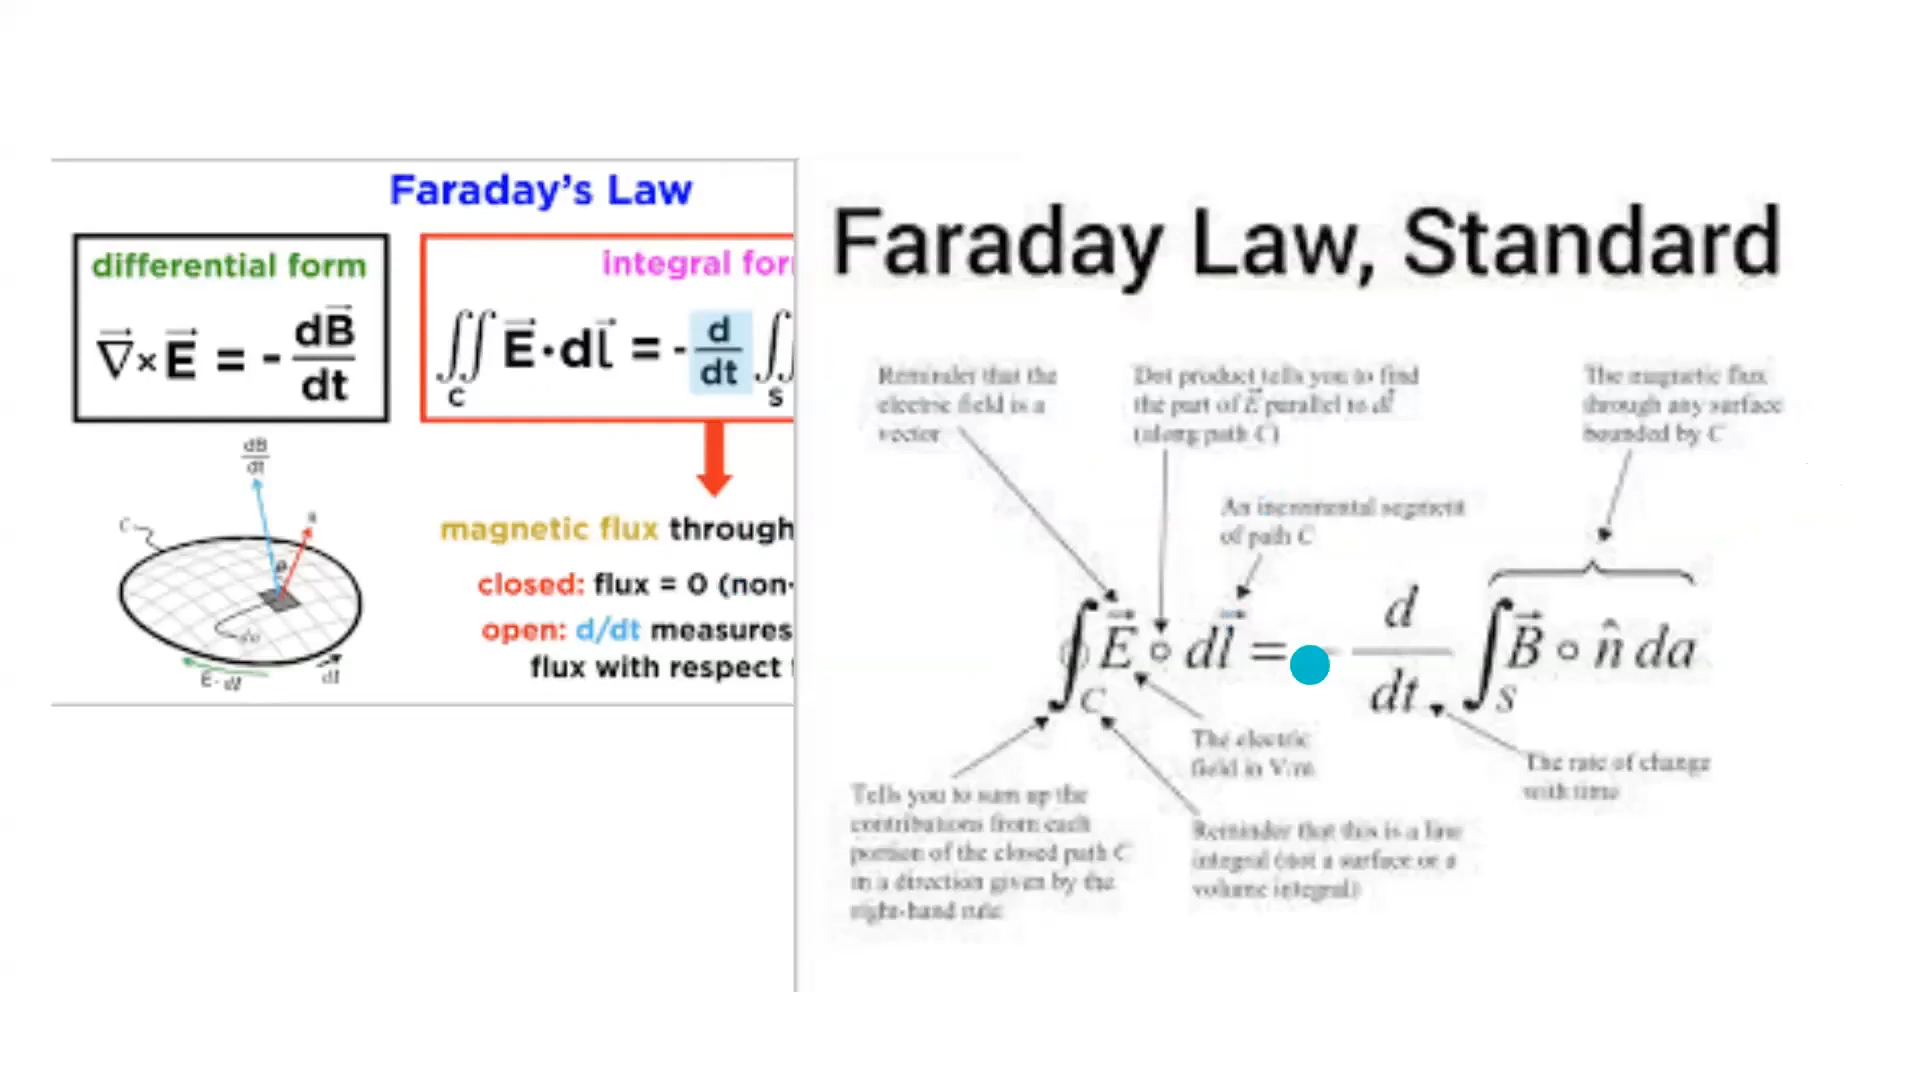 Faraday's Law
differential form
∇⃗×E⃗ = - dB⃗/dt
integral for
∬C E⃗·dl⃗ = - d/dt ∬S
dB/dt
C
θ
da
E·dl
dl
magnetic flux through
closed: flux = 0 (non-
open: d/dt measures
flux with respect
Faraday Law, Standard
Reminder that the
electric field is a
vector
Dot product tells you to find
the part of E⃗ parallel to dl⃗
(along path C)
The magnetic flux
through any surface
bounded by C
An incremental segment
of path C
∮C E⃗ ∘ dl⃗ = d/dt ∫S B⃗ ∘ n̂ da
The electric
field in V/m
The rate of change
with time
Tells you to sum up the
contributions from each
portion of the closed path C
in a direction given by the
right-hand rule
Reminder that this is a line
integral (not a surface or a
volume integral)